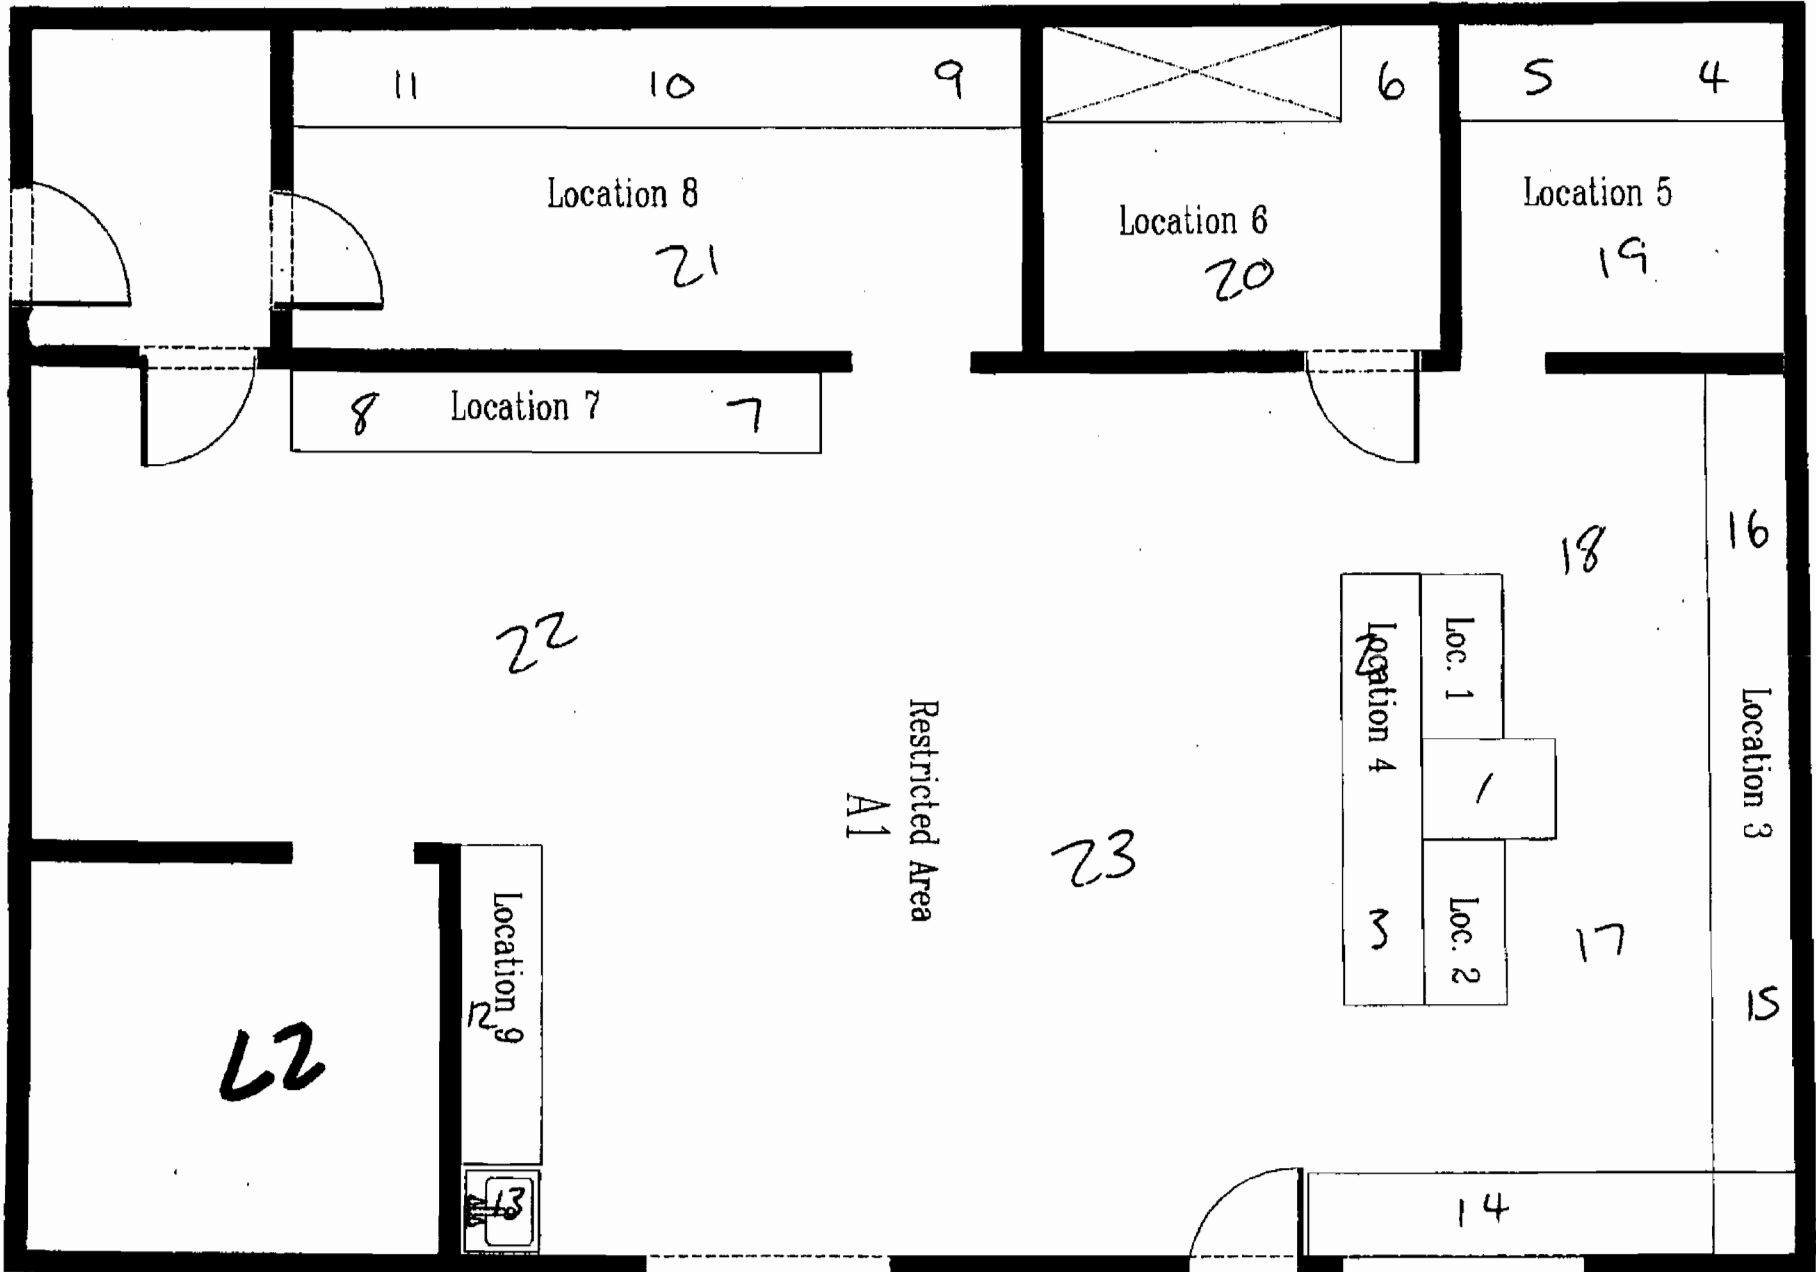 11 10 9
6
5 4
Location 8
21
Location 6
20
Location 5
19
8 Location 7 7
16
18
22
Location 4
Loc. 1
1
Location 3
Restricted Area
A1
23
3
Loc. 2
17
15
Location 9
12
L2
13
14